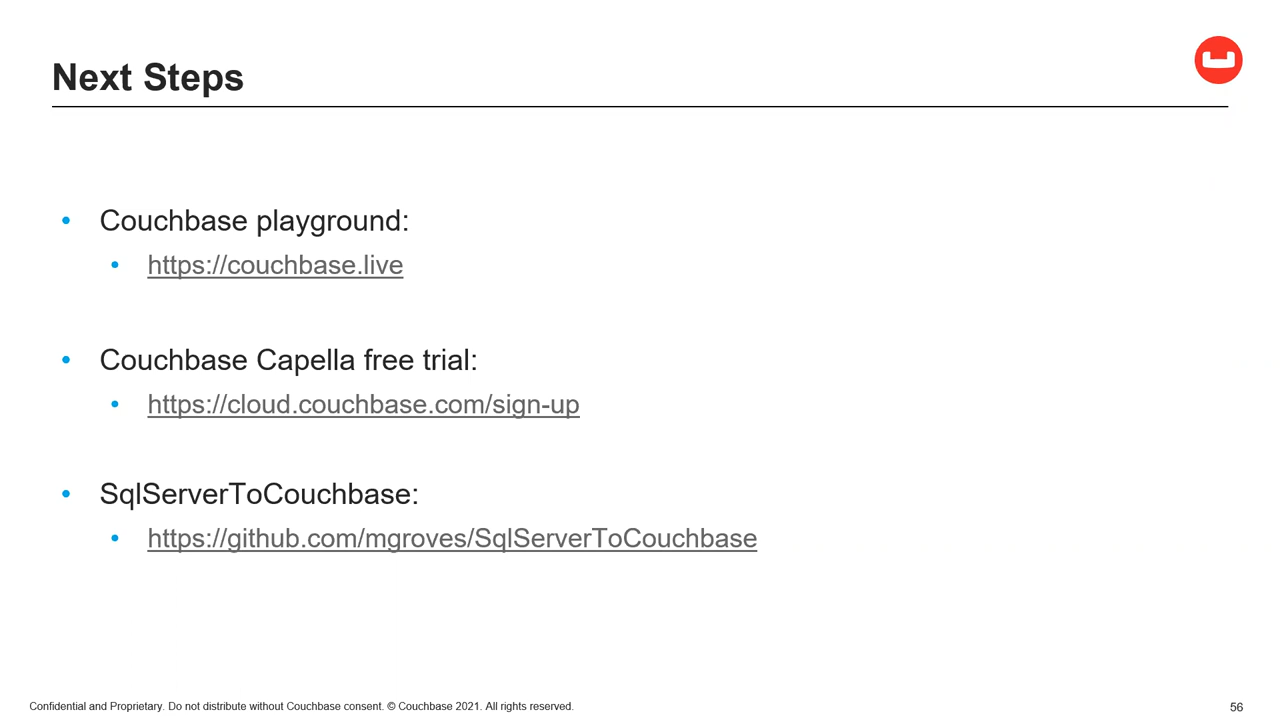 Next Steps
• Couchbase playground:
• https://couchbase.live
• Couchbase Capella free trial:
• https://cloud.couchbase.com/sign-up
• SqlServerToCouchbase:
• https://github.com/mgroves/SqlServerToCouchbase
Confidential and Proprietary. Do not distribute without Couchbase consent. © Couchbase 2021. All rights reserved.
56